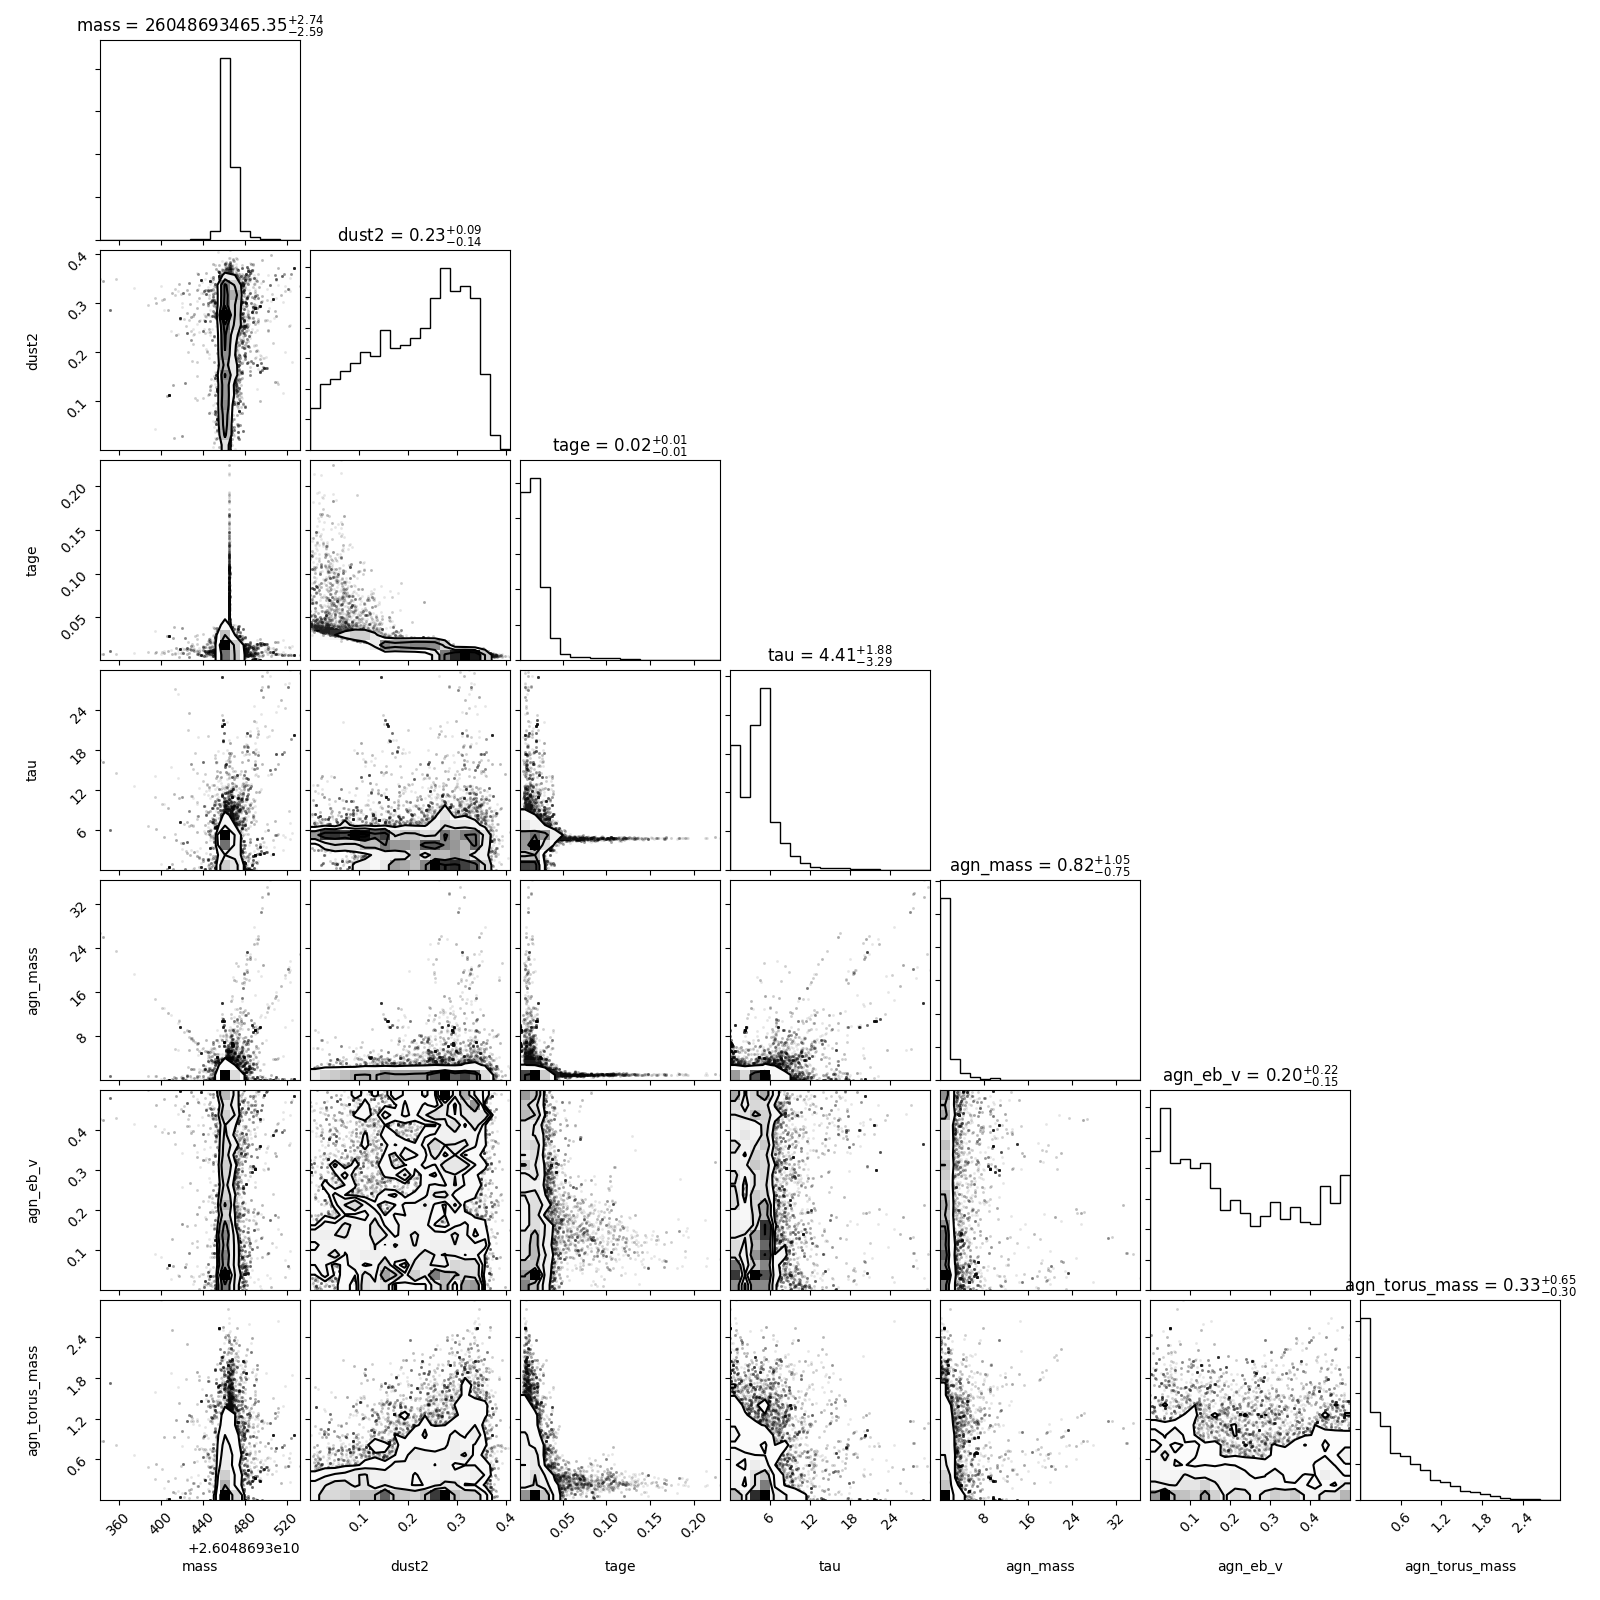 mass = 26048693465.35+2.74 −2.59
dust2 = 0.23+0.09 −0.14
0.4
0.3
0.2
0.1
dust2
tage = 0.02+0.01 −0.01
0.20
0.15
0.10
0.05
tage
tau = 4.41+1.88 −3.29
24
18
12
6
tau
agn_mass = 0.82+1.05 −0.75
32
24
16
8
agn_mass
agn_eb_v = 0.20+0.22 −0.15
0.4
0.3
0.2
0.1
agn_eb_v
agn_torus_mass = 0.33+0.65 −0.30
2.4
1.8
1.2
0.6
agn_torus_mass
360 400 440 480 520 0.1 0.2 0.3 0.4 0.05 0.10 0.15 0.20 6 12 18 24 8 16 24 32 0.1 0.2 0.3 0.4 0.6 1.2 1.8 2.4
+2.6048693e10
mass dust2 tage tau agn_mass agn_eb_v agn_torus_mass